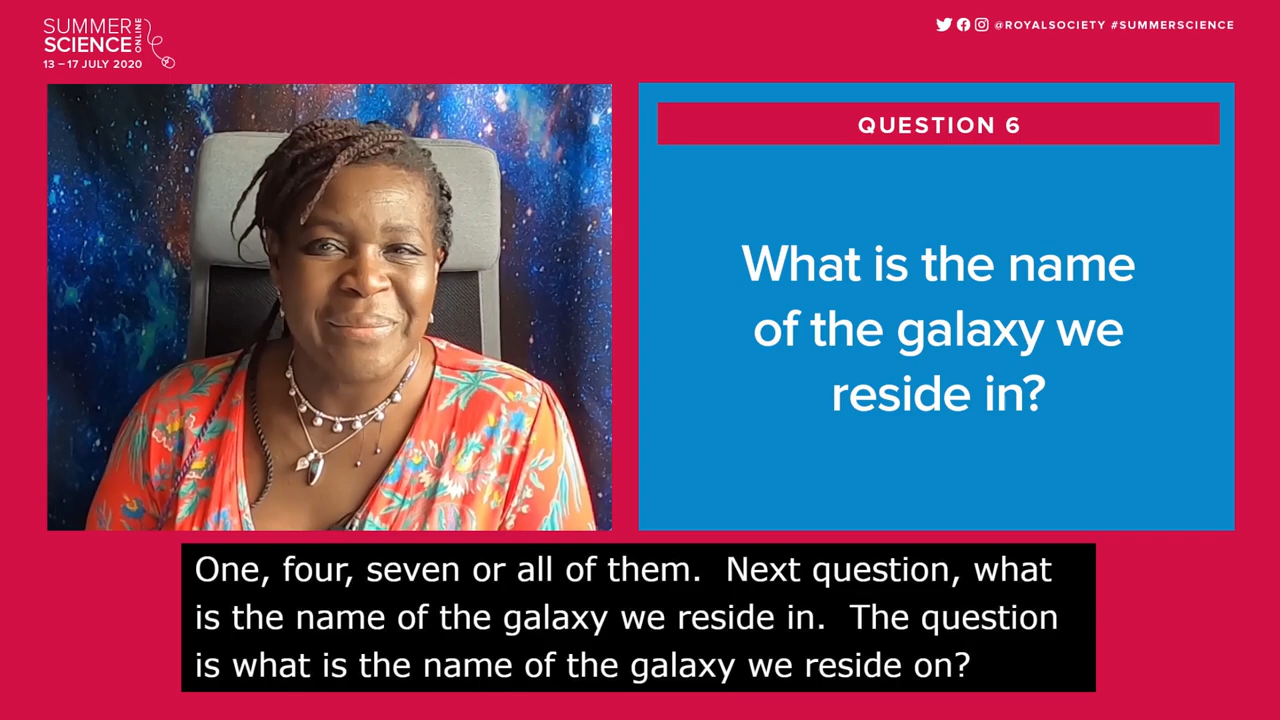 SUMMER
SCIENCE
ONLINE
13 – 17 JULY 2020
@ROYALSOCIETY #SUMMERSCIENCE
QUESTION 6
What is the name
of the galaxy we
reside in?
One, four, seven or all of them.  Next question, what
is the name of the galaxy we reside in.  The question
is what is the name of the galaxy we reside on?